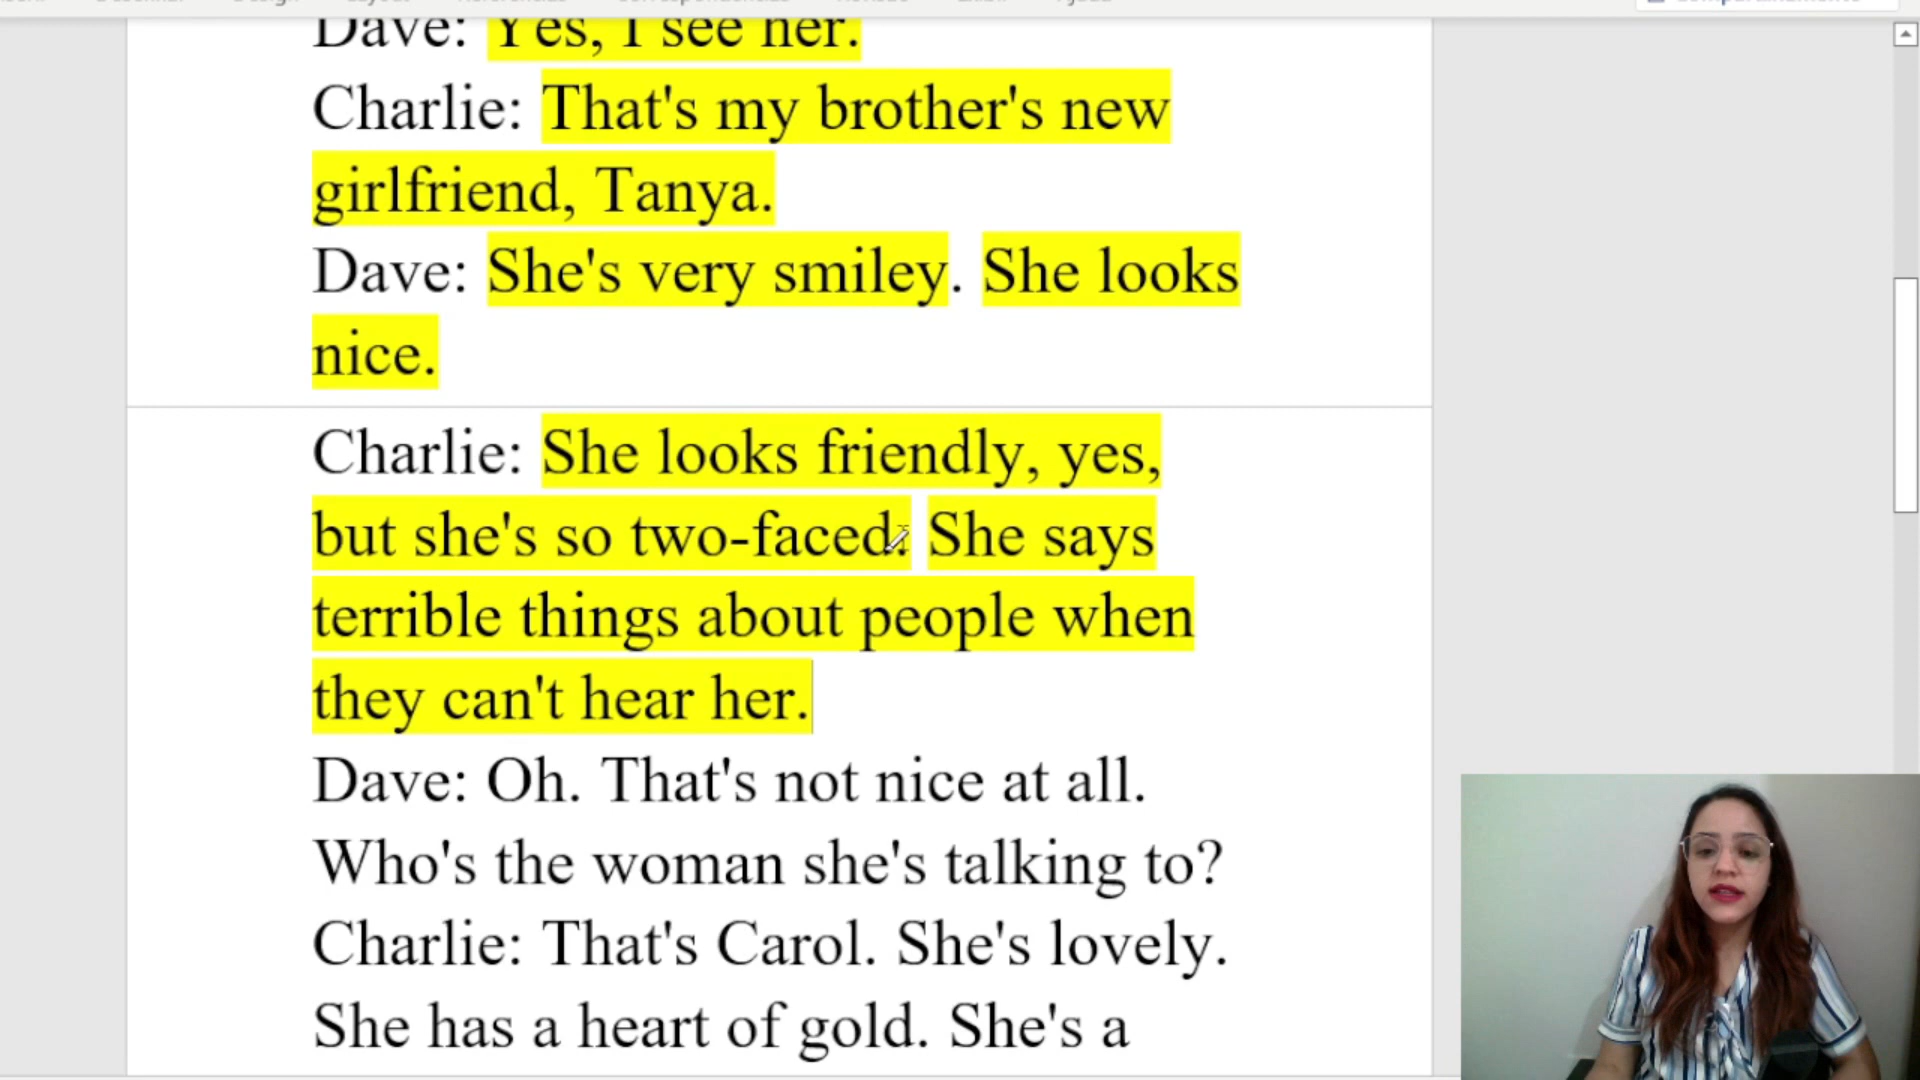 Dave: Yes, I see her.
Charlie: That's my brother's new
girlfriend, Tanya.
Dave: She's very smiley. She looks
nice.
Charlie: She looks friendly, yes,
but she's so two-faced. She says
terrible things about people when
they can't hear her.
Dave: Oh. That's not nice at all.
Who's the woman she's talking to?
Charlie: That's Carol. She's lovely.
She has a heart of gold. She's a